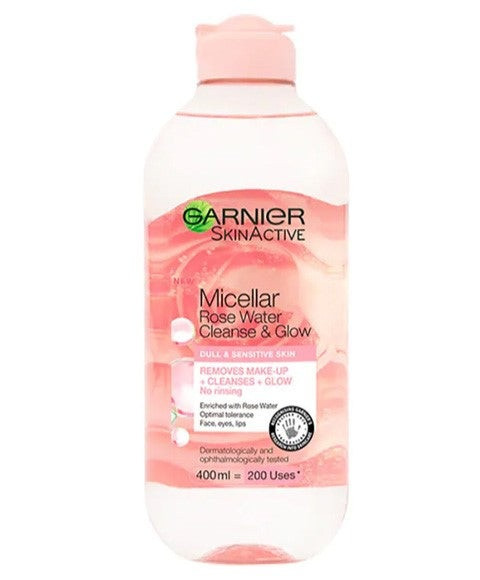 GARNIER
SKINACTIVE
NEW
Micellar
Rose Water
Cleanse & Glow
DULL & SENSITIVE SKIN
REMOVES MAKE-UP
+ CLEANSES + GLOW
No rinsing
Enriched with Rose Water
Optimal tolerance
Face, eyes, lips
Dermatologically and
ophthalmologically tested
400ml = 200 Uses*